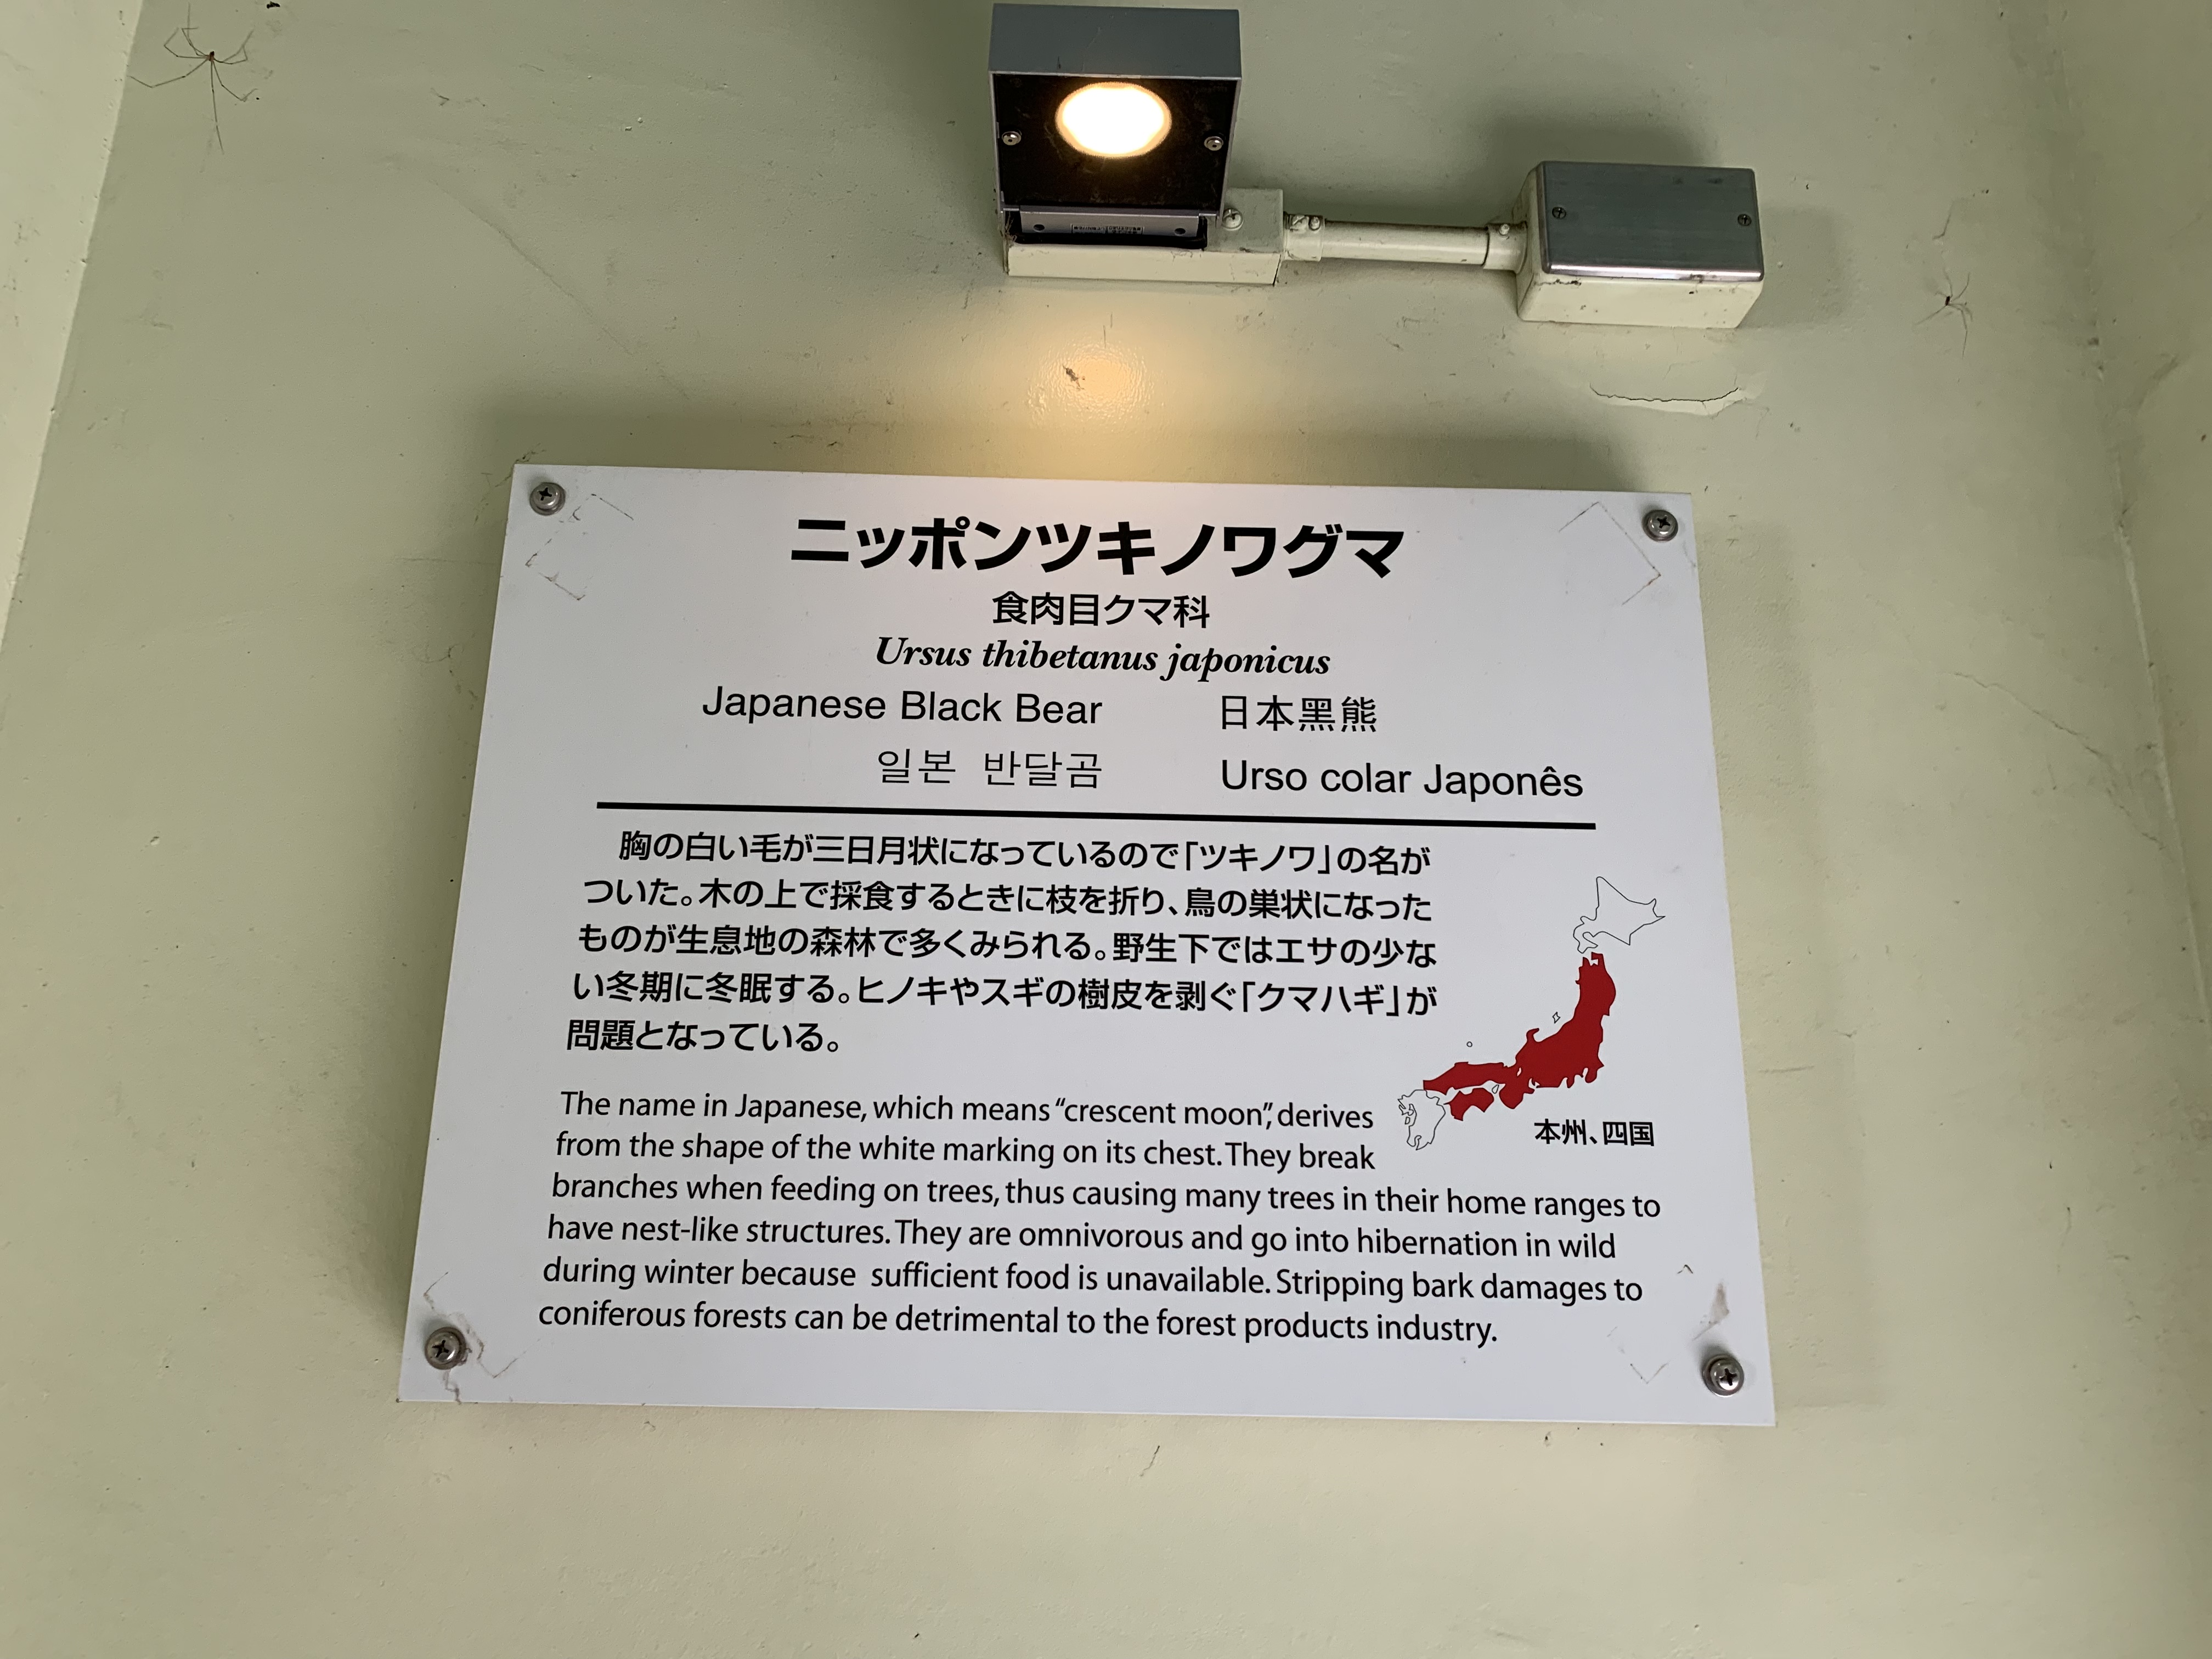 ニッポンツキノワグマ
食肉目クマ科
Ursus thibetanus japonicus
Japanese Black Bear 日本黑熊
일본 반달곰 Urso colar Japonês
胸の白い毛が三日月状になっているので「ツキノワ」の名が
ついた。木の上で採食するときに枝を折り、鳥の巣状になった
ものが生息地の森林で多くみられる。野生下ではエサの少な
い冬期に冬眠する。ヒノキやスギの樹皮を剥ぐ「クマハギ」が
問題となっている。
本州、四国
The name in Japanese, which means “crescent moon”, derives
from the shape of the white marking on its chest. They break
branches when feeding on trees, thus causing many trees in their home ranges to
have nest-like structures. They are omnivorous and go into hibernation in wild
during winter because sufficient food is unavailable. Stripping bark damages to
coniferous forests can be detrimental to the forest products industry.